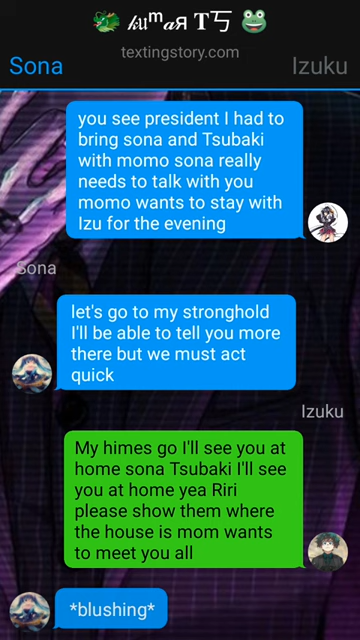 🐲 𝓀սmαя T丂 🐸
textingstory.com
Sona Izuku
you see president I had to
bring sona and Tsubaki
with momo sona really
needs to talk with you
momo wants to stay with
Izu for the evening
Sona
let's go to my stronghold
I'll be able to tell you more
there but we must act
quick
Izuku
My himes go I'll see you at
home sona Tsubaki I'll see
you at home yea Riri
please show them where
the house is mom wants
to meet you all
*blushing*